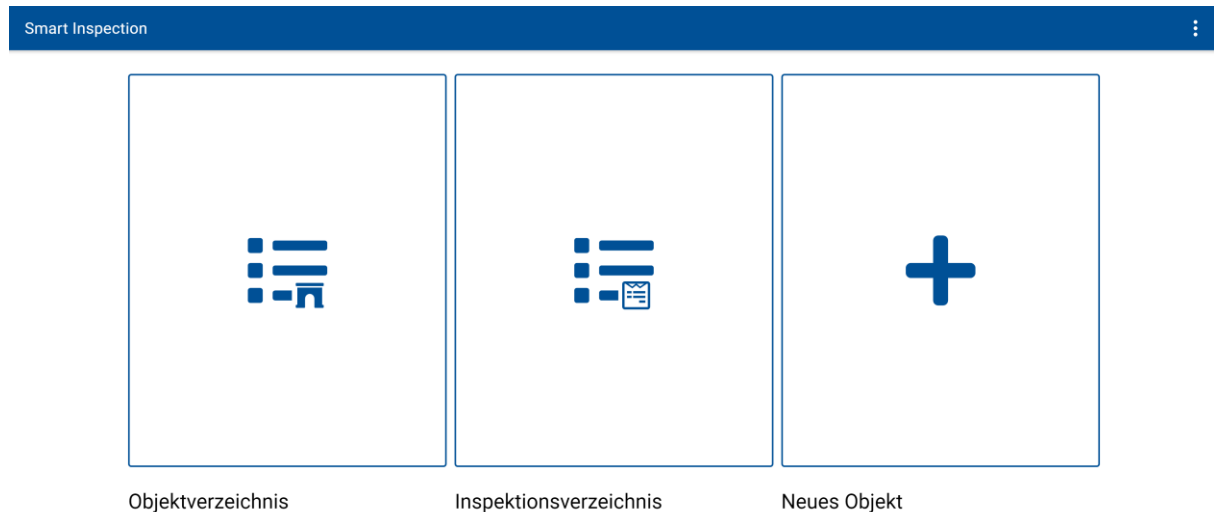 Smart Inspection
Objektverzeichnis
Inspektionsverzeichnis
Neues Objekt